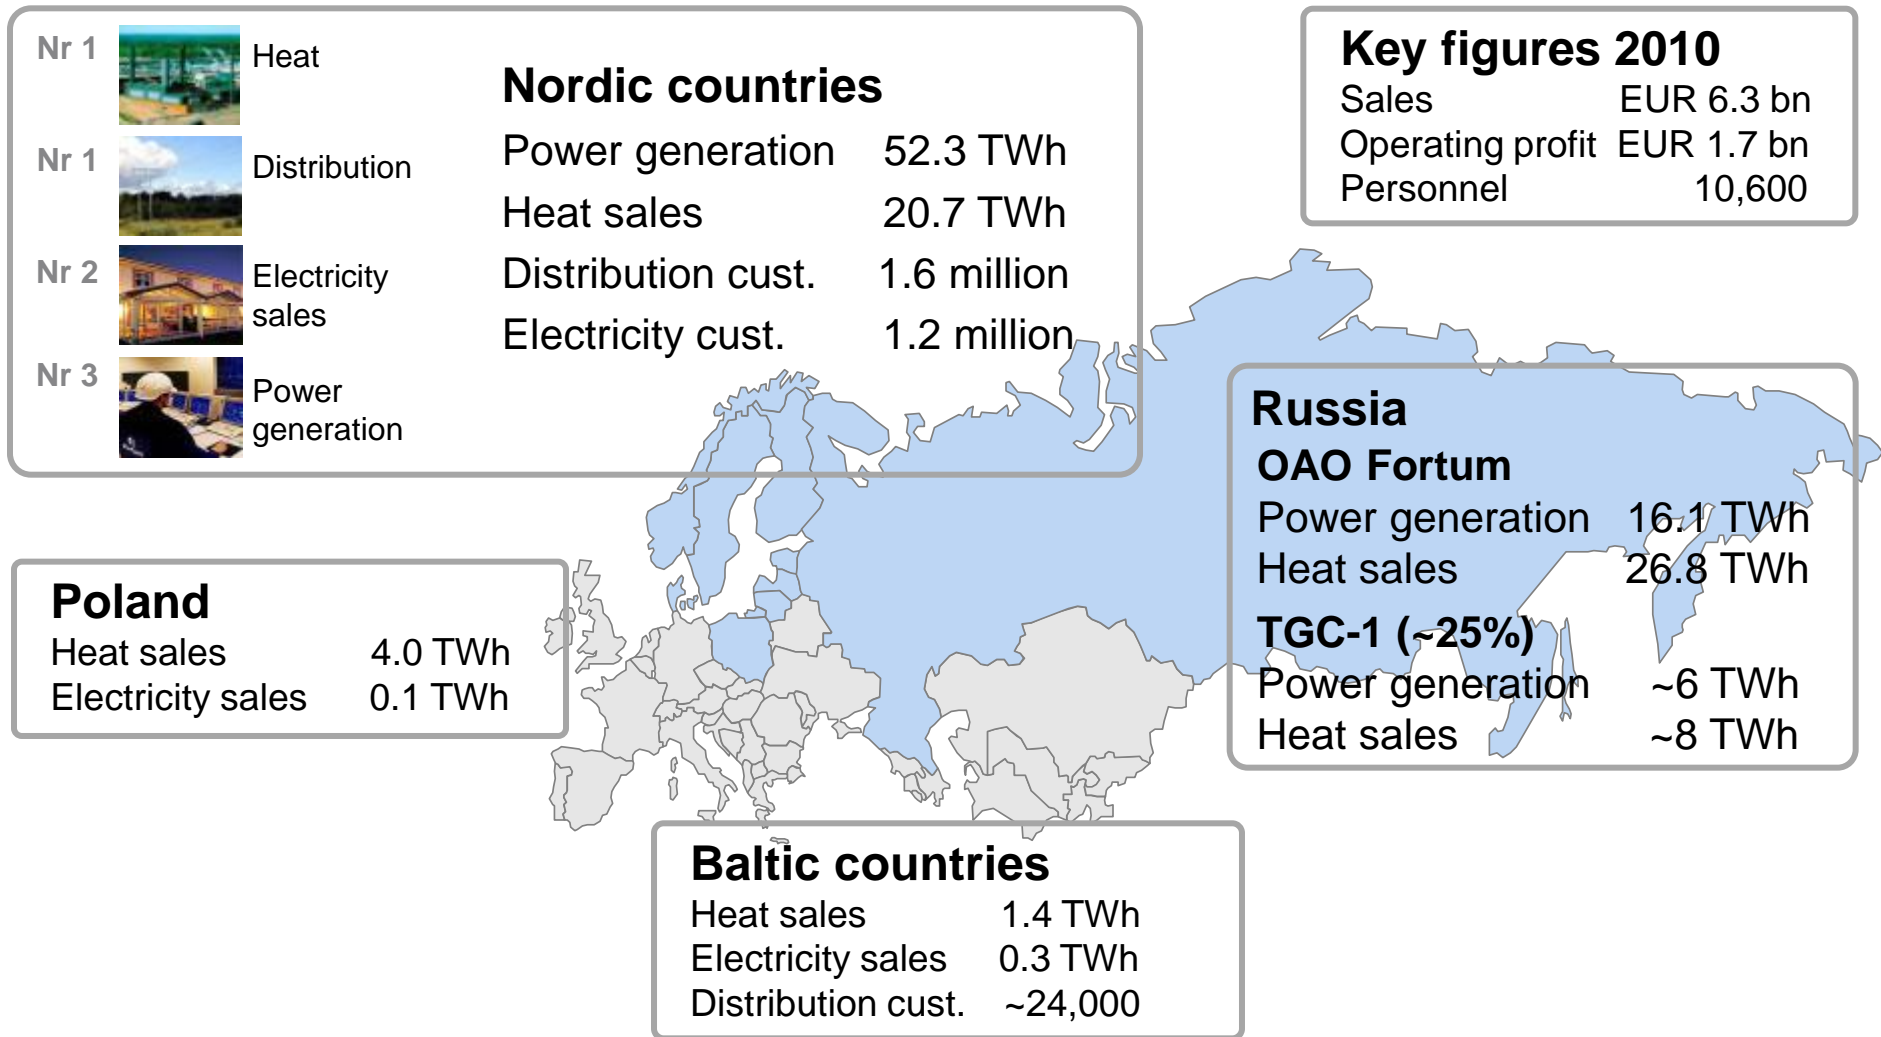 Nr 1
Heat
Nr 1
Distribution
Nr 2
Electricity
sales
Nr 3
Power
generation
Nordic countries
Power generation 52.3 TWh
Heat sales 20.7 TWh
Distribution cust. 1.6 million
Electricity cust. 1.2 million
Key figures 2010
Sales EUR 6.3 bn
Operating profit EUR 1.7 bn
Personnel 10,600
Russia
OAO Fortum
Power generation 16.1 TWh
Heat sales 26.8 TWh
TGC-1 (~25%)
Power generation ~6 TWh
Heat sales ~8 TWh
Poland
Heat sales 4.0 TWh
Electricity sales 0.1 TWh
Baltic countries
Heat sales 1.4 TWh
Electricity sales 0.3 TWh
Distribution cust. ~24,000